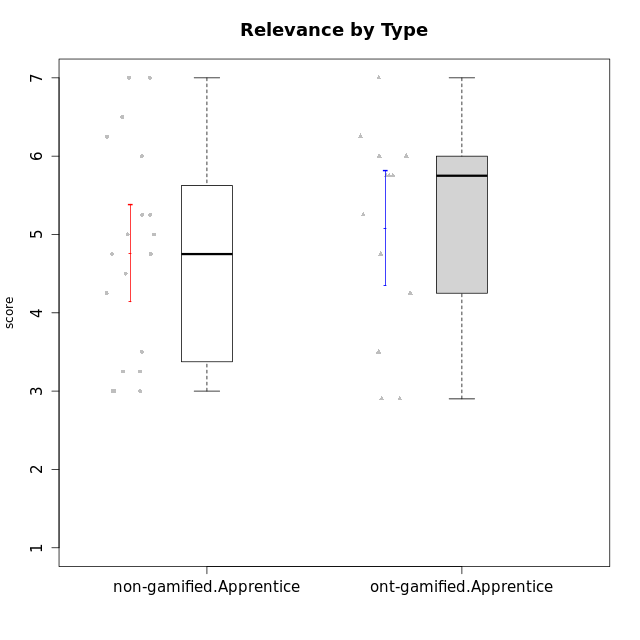 Relevance by Type
7
6
5
4
3
2
1
score
non-gamified.Apprentice
ont-gamified.Apprentice